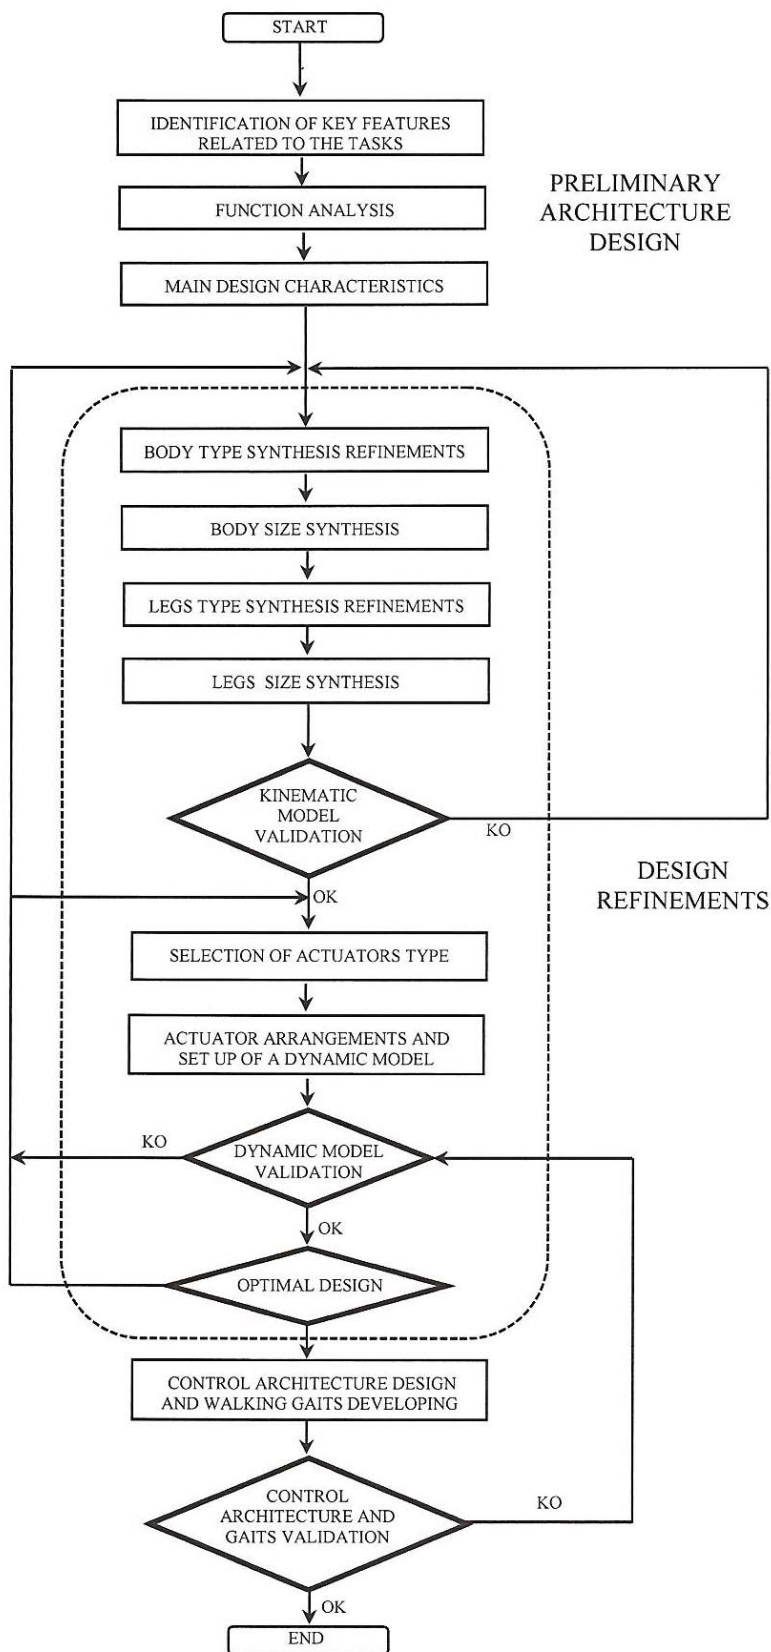 START
IDENTIFICATION OF KEY FEATURES
RELATED TO THE TASKS
PRELIMINARY
ARCHITECTURE
DESIGN
FUNCTION ANALYSIS
MAIN DESIGN CHARACTERISTICS
BODY TYPE SYNTHESIS REFINEMENTS
BODY SIZE SYNTHESIS
LEGS TYPE SYNTHESIS REFINEMENTS
LEGS SIZE SYNTHESIS
KINEMATIC
MODEL
VALIDATION
KO
DESIGN
REFINEMENTS
OK
SELECTION OF ACTUATORS TYPE
ACTUATOR ARRANGEMENTS AND
SET UP OF A DYNAMIC MODEL
KO
DYNAMIC MODEL
VALIDATION
OK
OPTIMAL DESIGN
CONTROL ARCHITECTURE DESIGN
AND WALKING GAITS DEVELOPING
CONTROL
ARCHITECTURE AND
GAITS VALIDATION
KO
OK
END